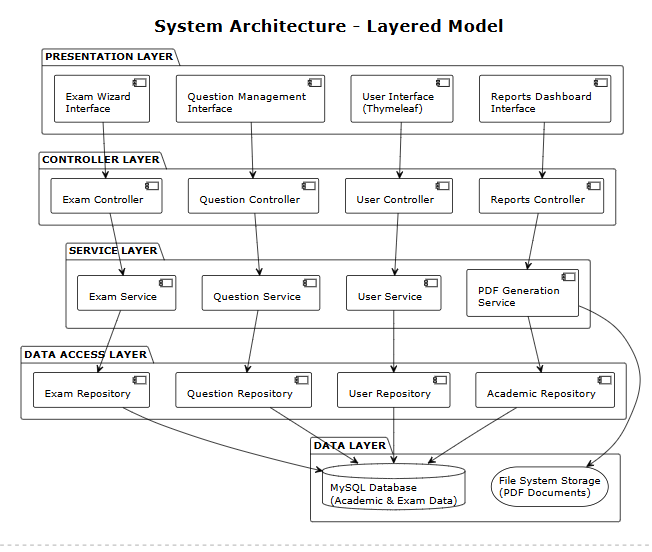 System Architecture - Layered Model
PRESENTATION LAYER
Exam Wizard
Interface
Question Management
Interface
User Interface
(Thymeleaf)
Reports Dashboard
Interface
CONTROLLER LAYER
Exam Controller
Question Controller
User Controller
Reports Controller
SERVICE LAYER
Exam Service
Question Service
User Service
PDF Generation
Service
DATA ACCESS LAYER
Exam Repository
Question Repository
User Repository
Academic Repository
DATA LAYER
MySQL Database
(Academic & Exam Data)
File System Storage
(PDF Documents)